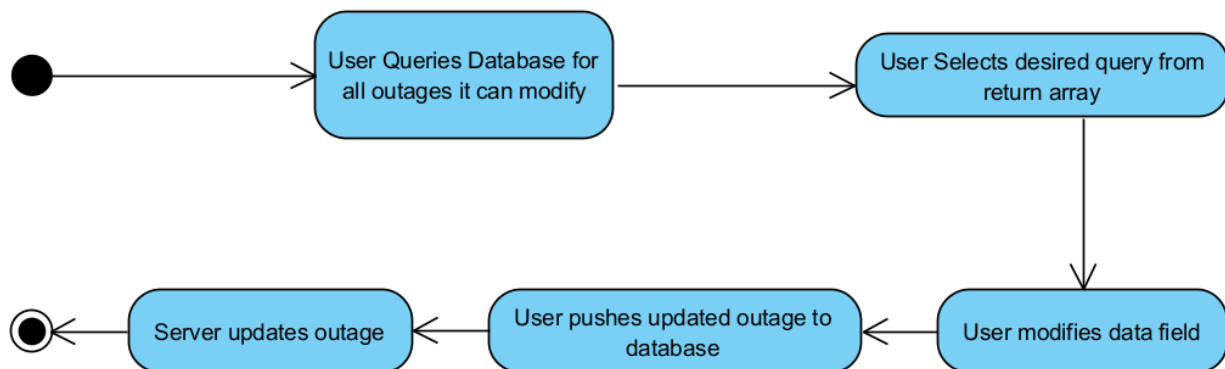 User Queries Database for
all outages it can modify
User Selects desired query from
return array
User modifies data field
User pushes updated outage to
database
Server updates outage